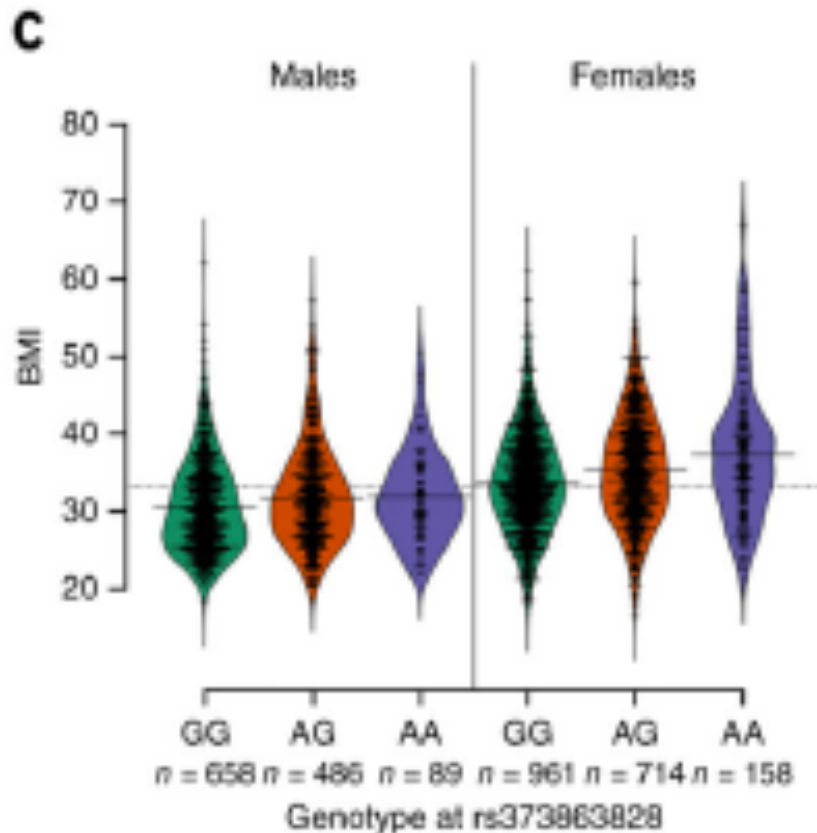 C
Males Females
80
70
60
50
40
30
20
BMI
GG AG AA GG AG AA
n = 658 n = 486 n = 89 n = 961 n = 714 n = 158
Genotype at rs373863828